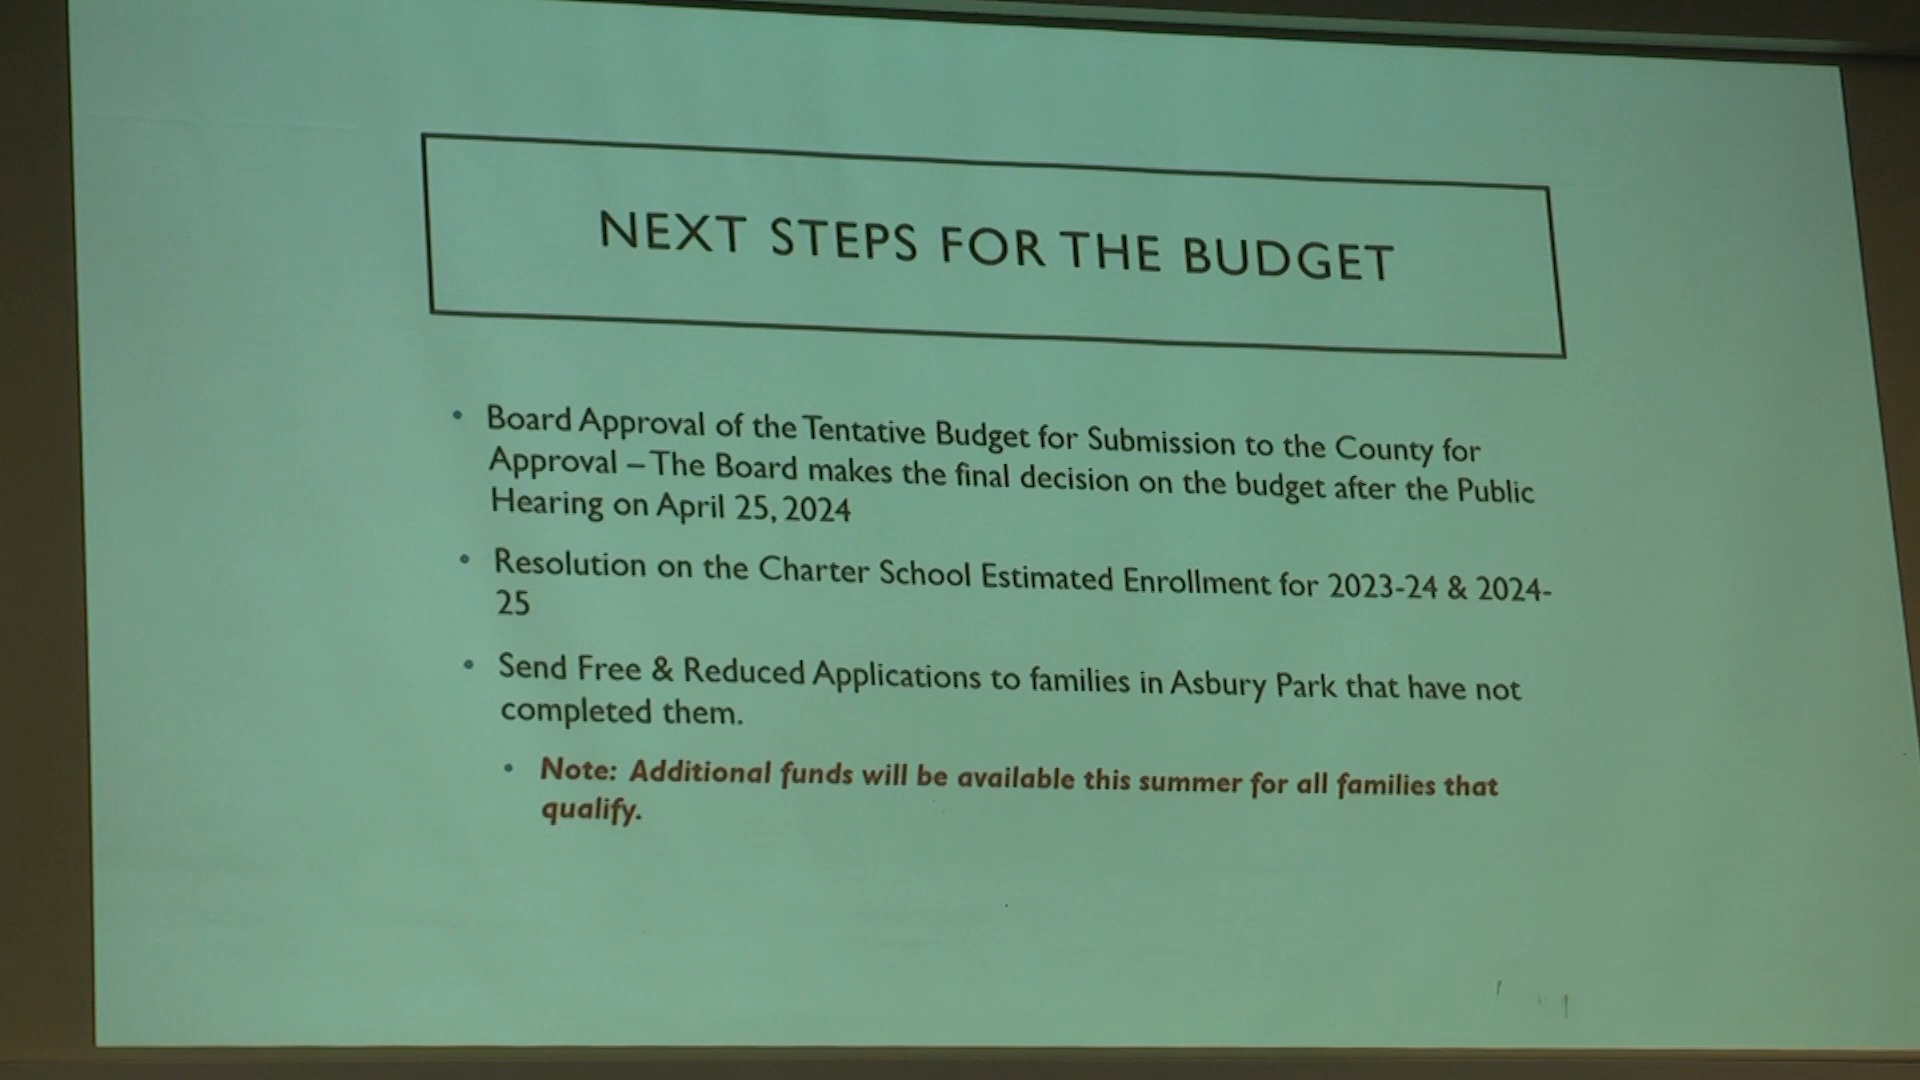 NEXT STEPS FOR THE BUDGET
• Board Approval of the Tentative Budget for Submission to the County for
Approval – The Board makes the final decision on the budget after the Public
Hearing on April 25, 2024
• Resolution on the Charter School Estimated Enrollment for 2023-24 & 2024-
25
• Send Free & Reduced Applications to families in Asbury Park that have not
completed them.
• Note: Additional funds will be available this summer for all families that
qualify.